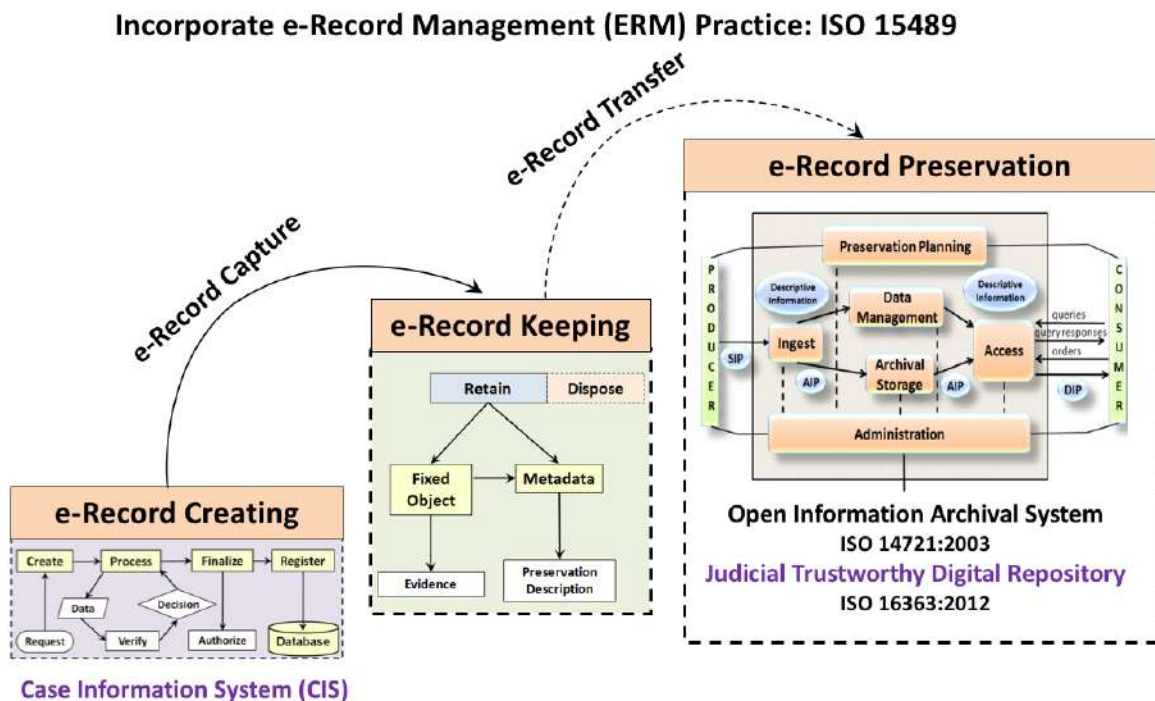 Incorporate e-Record Management (ERM) Practice: ISO 15489
e-Record Capture
e-Record Transfer
e-Record Creating
Create
Process
Finalize
Register
Data
Decision
Request
Verify
Authorize
Database
Case Information System (CIS)
e-Record Keeping
Retain
Dispose
Fixed
Object
Metadata
Evidence
Preservation
Description
e-Record Preservation
Preservation Planning
PRODUCER
CONSUMER
Descriptive
Information
Descriptive
Information
Data
Management
Ingest
Access
queries
query responses
orders
SIP
AIP
Archival
Storage
AIP
DIP
Administration
Open Information Archival System
ISO 14721:2003
Judicial Trustworthy Digital Repository
ISO 16363:2012